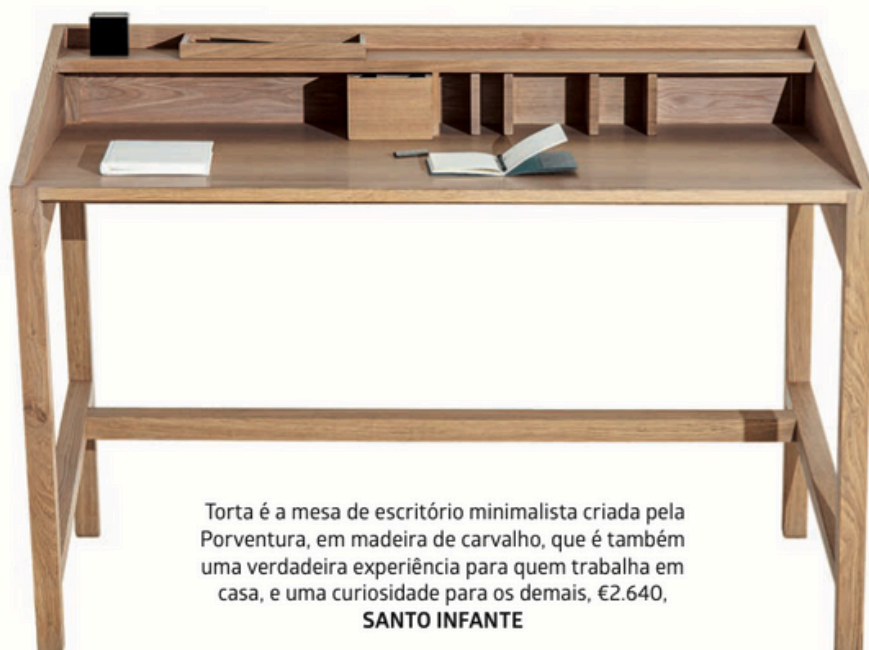 Torta é a mesa de escritório minimalista criada pela
Porventura, em madeira de carvalho, que é também
uma verdadeira experiência para quem trabalha em
casa, e uma curiosidade para os demais, €2.640,
SANTO INFANTE